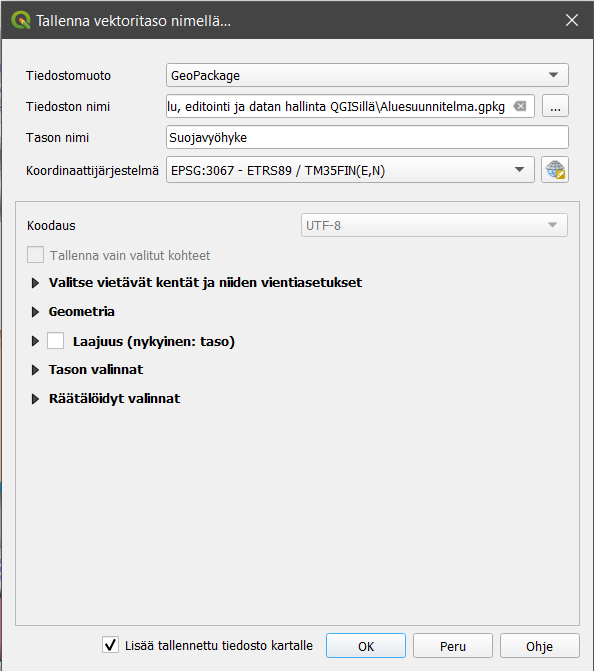 Tallenna vektoritaso nimellä...
Tiedostomuoto GeoPackage
Tiedoston nimi lu, editointi ja datan hallinta QGISillä\Aluesuunnitelma.gpkg ...
Tason nimi Suojavyöhyke
Koordinaattijärjestelmä EPSG:3067 - ETRS89 / TM35FIN(E,N)
Koodaus UTF-8
Tallenna vain valitut kohteet
Valitse vietävät kentät ja niiden vientiasetukset
Geometria
Laajuus (nykyinen: taso)
Tason valinnat
Räätälöidyt valinnat
Lisää tallennettu tiedosto kartalle OK Peru Ohje